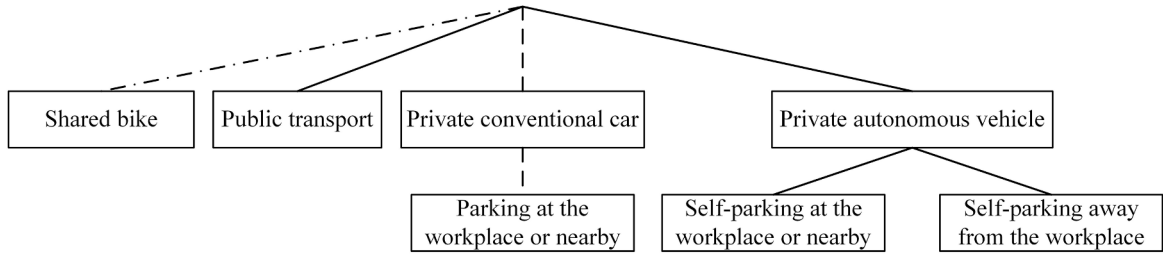 Shared bike
Public transport
Private conventional car
Private autonomous vehicle
Parking at the
workplace or nearby
Self-parking at the
workplace or nearby
Self-parking away
from the workplace